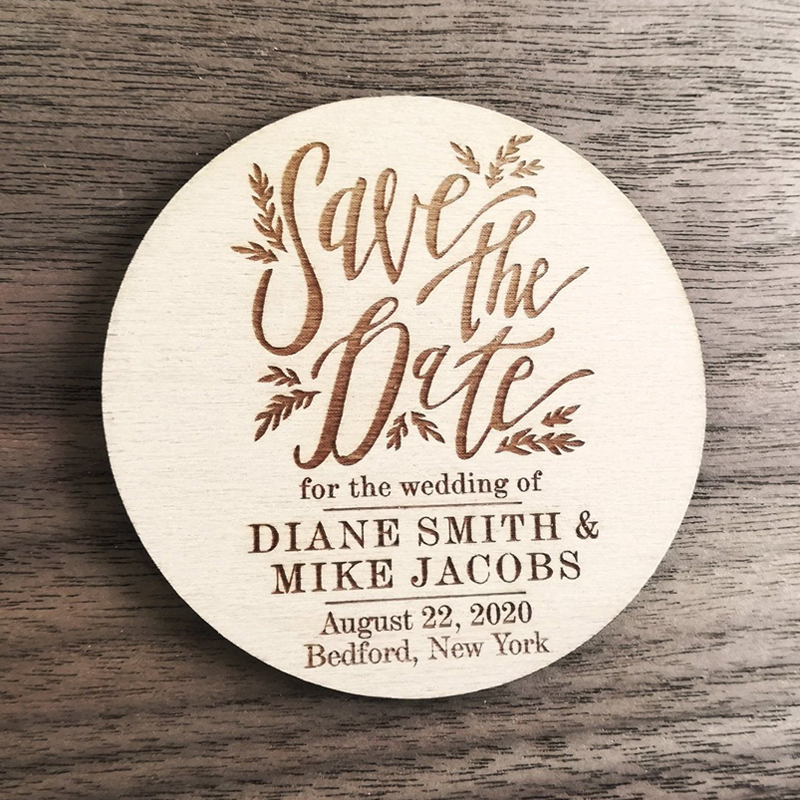 Save
the
Date
for the wedding of
DIANE SMITH &
MIKE JACOBS
August 22, 2020
Bedford, New York